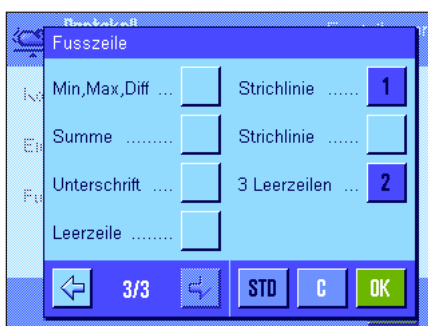 Fusszeile
Min,Max,Diff ... Strichlinie ...... 1
Summe ......... Strichlinie ......
Unterschrift .... 3 Leerzeilen ... 2
Leerzeile ........
3/3 STD C OK